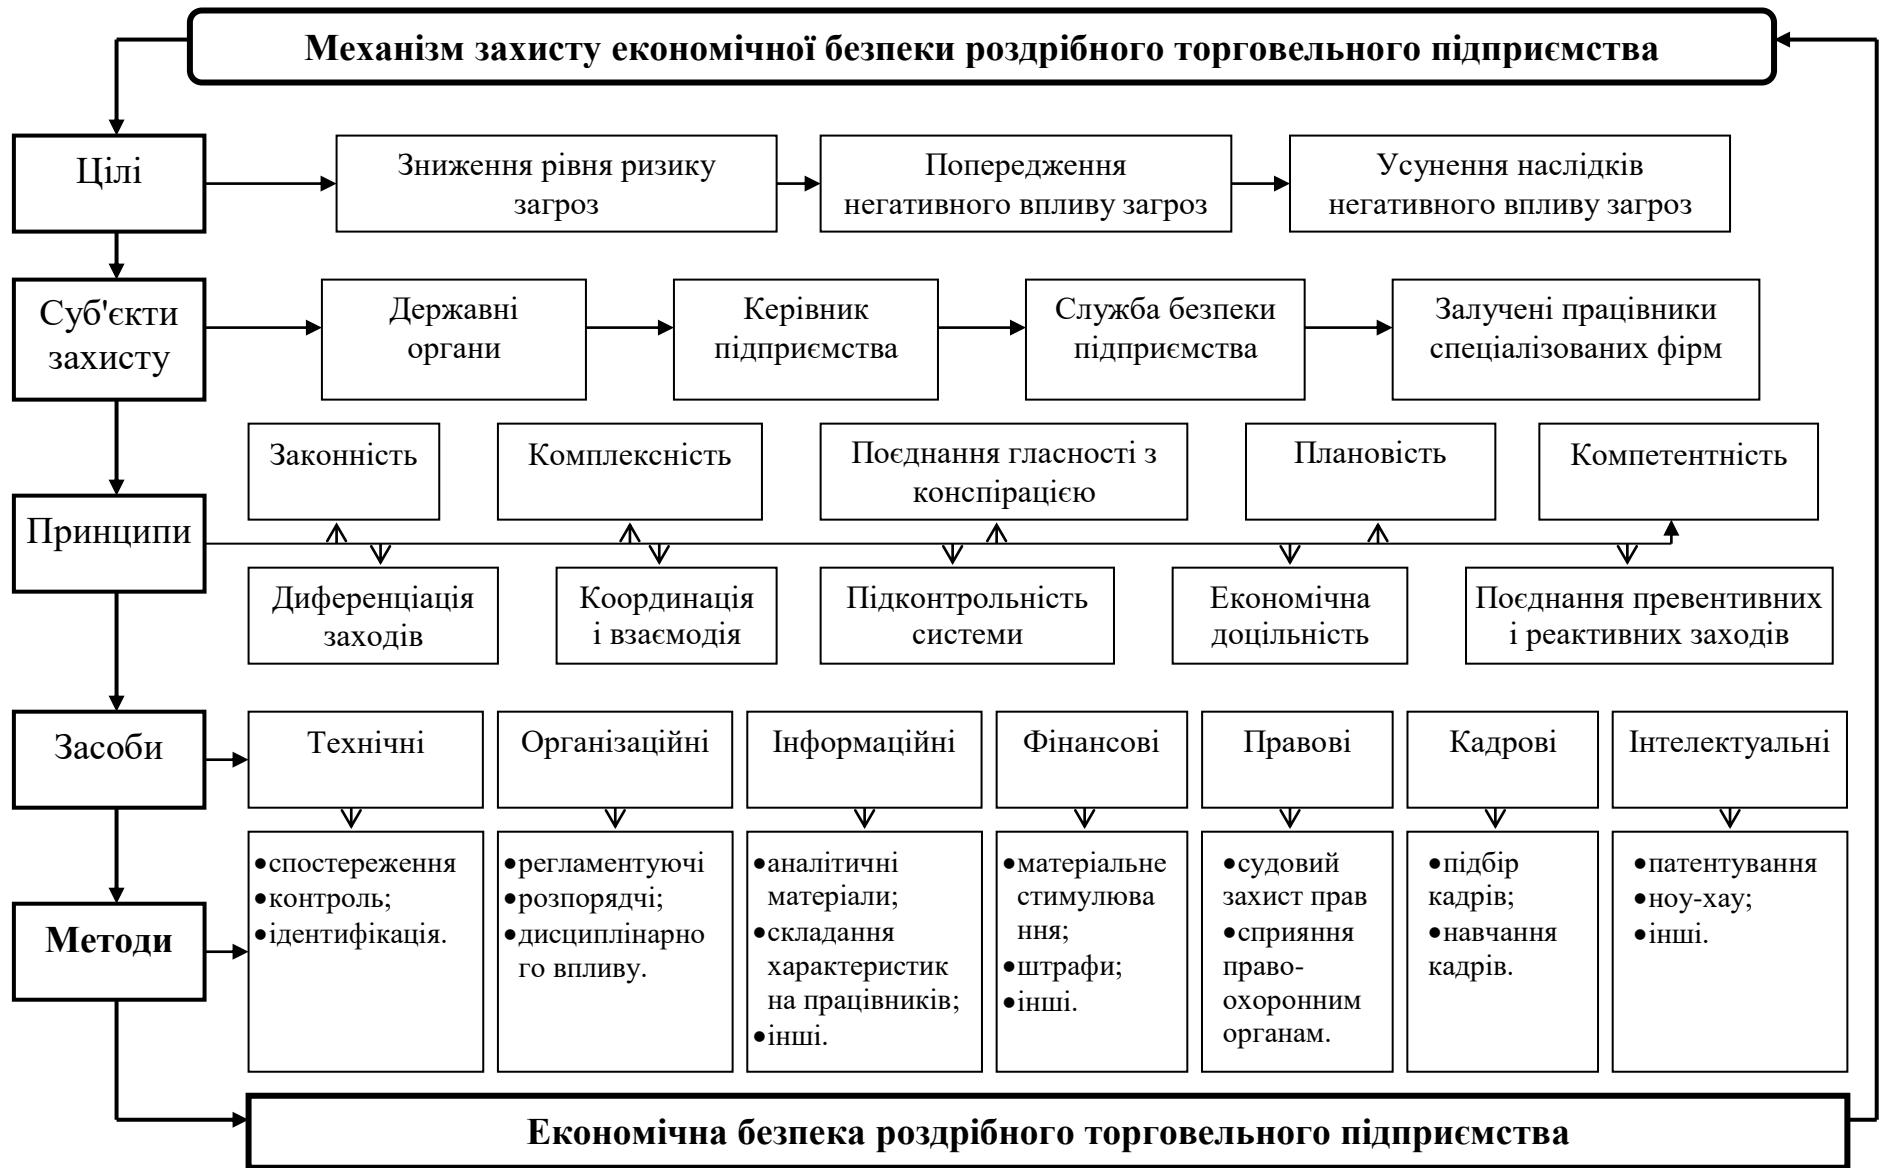 Механізм захисту економічної безпеки роздрібного торговельного підприємства
Цілі
Зниження рівня ризику
загроз
Попередження
негативного впливу загроз
Усунення наслідків
негативного впливу загроз
Суб'єкти
захисту
Державні
органи
Керівник
підприємства
Служба безпеки
підприємства
Залучені працівники
спеціалізованих фірм
Принципи
Законність
Комплексність
Поєднання гласності з
конспірацією
Плановість
Компетентність
Диференціація
заходів
Координація
і взаємодія
Підконтрольність
системи
Економічна
доцільність
Поєднання превентивних
і реактивних заходів
Засоби
Технічні
Організаційні
Інформаційні
Фінансові
Правові
Кадрові
Інтелектуальні
Методи
•спостереження
•контроль;
•ідентифікація.
•регламентуючі
•розпорядчі;
•дисциплінарно
го впливу.
•аналітичні
матеріали;
•складання
характеристик
на працівників;
•інші.
•матеріальне
стимулюва
ння;
•штрафи;
•інші.
•судовий
захист прав
•сприяння
право-
охоронним
органам.
•підбір
кадрів;
•навчання
кадрів.
•патентування
•ноу-хау;
•інші.
Економічна безпека роздрібного торговельного підприємства